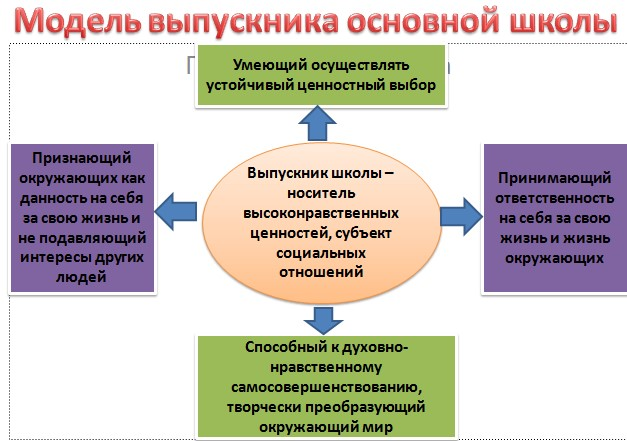 Модель выпускника основной школы
Умеющий осуществлять
устойчивый ценностный выбор
Признающий
окружающих как
данность на себя
за свою жизнь и
не подавляющий
интересы других
людей
Выпускник школы –
носитель
высоконравственных
ценностей, субъект
социальных
отношений
Принимающий
ответственность
на себя за свою
жизнь и жизнь
окружающих
Способный к духовно-
нравственному
самосовершенствованию,
творчески преобразующий
окружающий мир